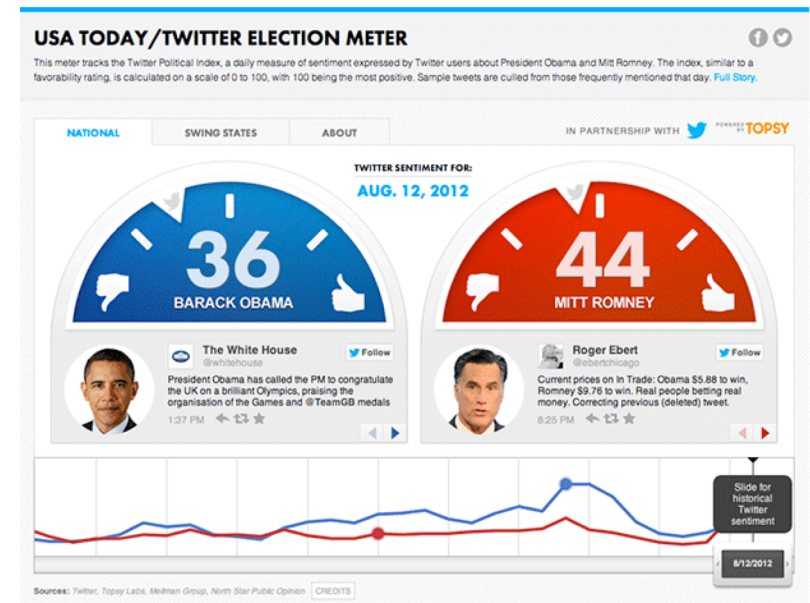 USA TODAY/TWITTER ELECTION METER
This meter tracks the Twitter Political Index, a daily measure of sentiment expressed by Twitter users about President Obama and Mitt Romney. The index, similar to a
favorability rating, is calculated on a scale of 0 to 100, with 100 being the most positive. Sample tweets are culled from those frequently mentioned that day. Full Story.
NATIONAL
SWING STATES
ABOUT
IN PARTNERSHIP WITH
POWERED BY TOPSY
TWITTER SENTIMENT FOR:
AUG. 12, 2012
36
BARACK OBAMA
44
MITT ROMNEY
The White House
@whitehouse
Follow
President Obama has called the PM to congratulate
the UK on a brilliant Olympics, praising the
organisation of the Games and @TeamGB medals
1:37 PM
Roger Ebert
@ebertchicago
Follow
Current prices on In Trade: Obama $5.88 to win,
Romney $9.76 to win. Real people betting real
money. Correcting previous (deleted) tweet.
8:25 PM
Slide for
historical
Twitter
sentiment
8/12/2012
Sources: Twitter, Topsy Labs, Mellman Group, North Star Public Opinion
CREDITS